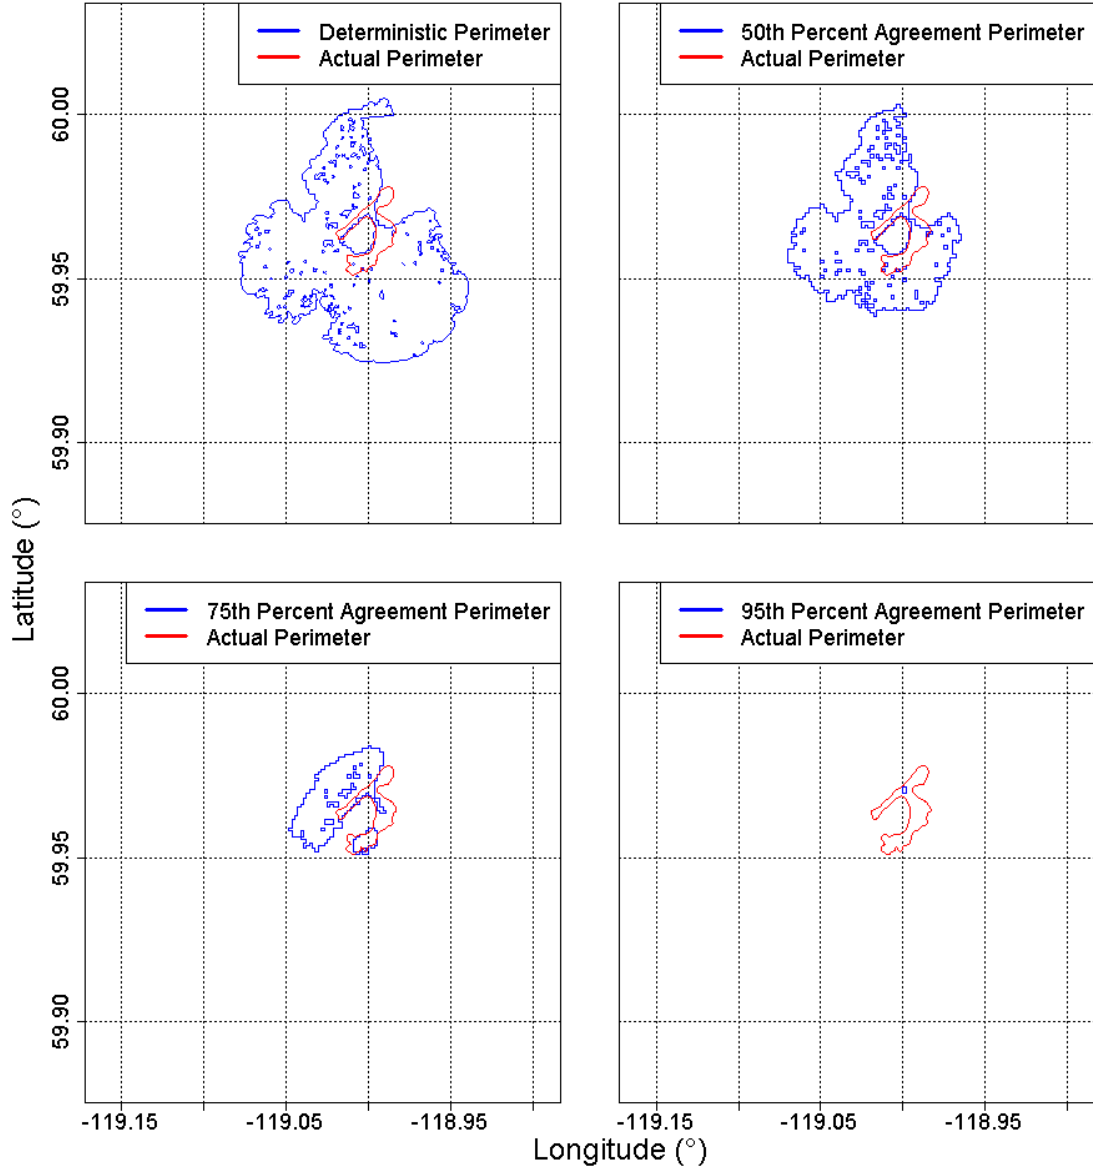 Deterministic Perimeter
Actual Perimeter
50th Percent Agreement Perimeter
Actual Perimeter
60.00
59.95
59.90
Latitude (°)
75th Percent Agreement Perimeter
Actual Perimeter
95th Percent Agreement Perimeter
Actual Perimeter
60.00
59.95
59.90
-119.15
-119.05
-118.95
-119.15
-119.05
-118.95
Longitude (°)